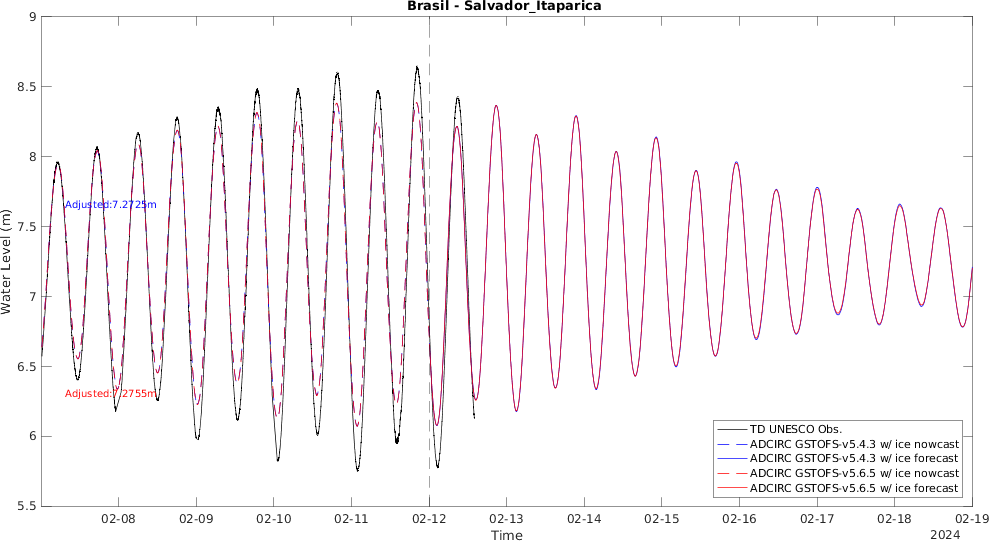 Brasil - Salvador_Itaparica
9
8.5
8
7.5
7
6.5
6
5.5
Water Level (m)
Adjusted:7.2725m
Adjusted:7.2755m
TD UNESCO Obs.
ADCIRC GSTOFS-v5.4.3 w/ ice nowcast
ADCIRC GSTOFS-v5.4.3 w/ ice forecast
ADCIRC GSTOFS-v5.6.5 w/ ice nowcast
ADCIRC GSTOFS-v5.6.5 w/ ice forecast
02-08 02-09 02-10 02-11 02-12 02-13 02-14 02-15 02-16 02-17 02-18 02-19
Time
2024